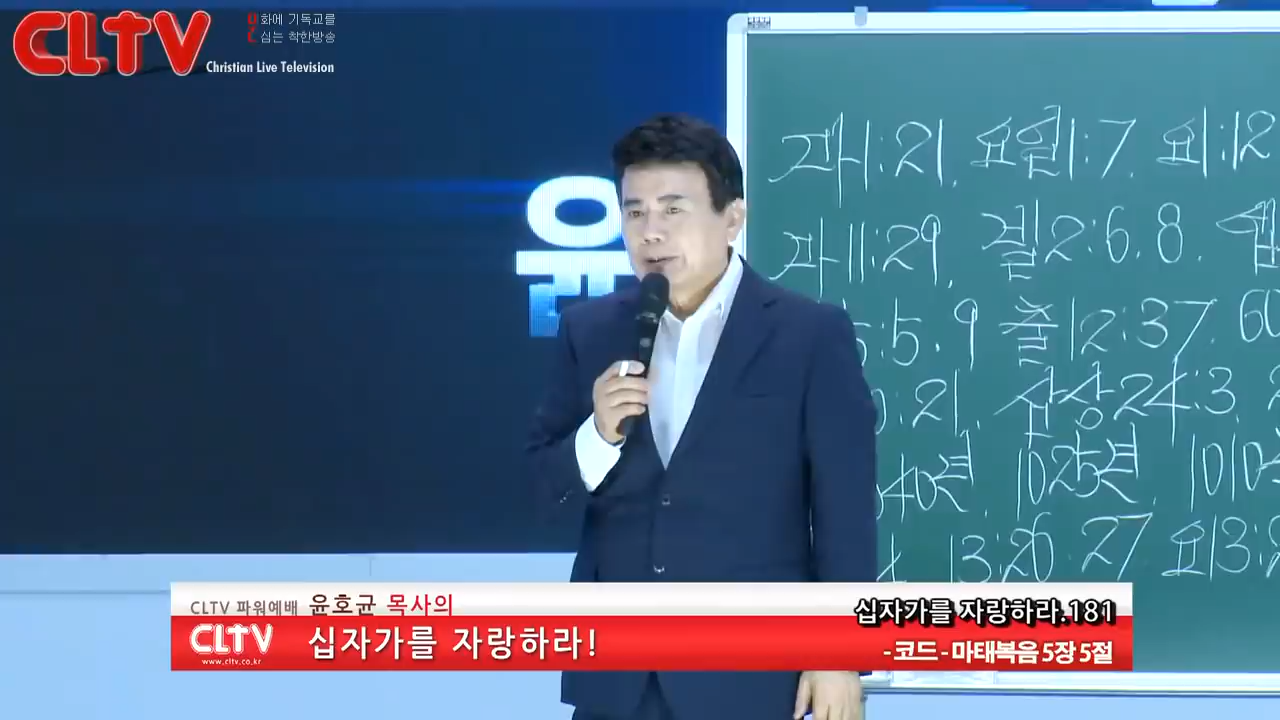 CLTV
문화에 기독교를
심는 착한방송
Christian Live Television
윤
자1:21. 요월1:7. 요1:12
자11:29. 겔2:6.8.
5.9 출12:37.
:21. 삼상24:3.
040년. 1025년. 1010
13:26.27 요13:
CLTV 파워예배 윤호균 목사의
십자가를 자랑하라.181
CLTV
www.cltv.co.kr
십자가를 자랑하라!
-코드-마태복음 5장 5절